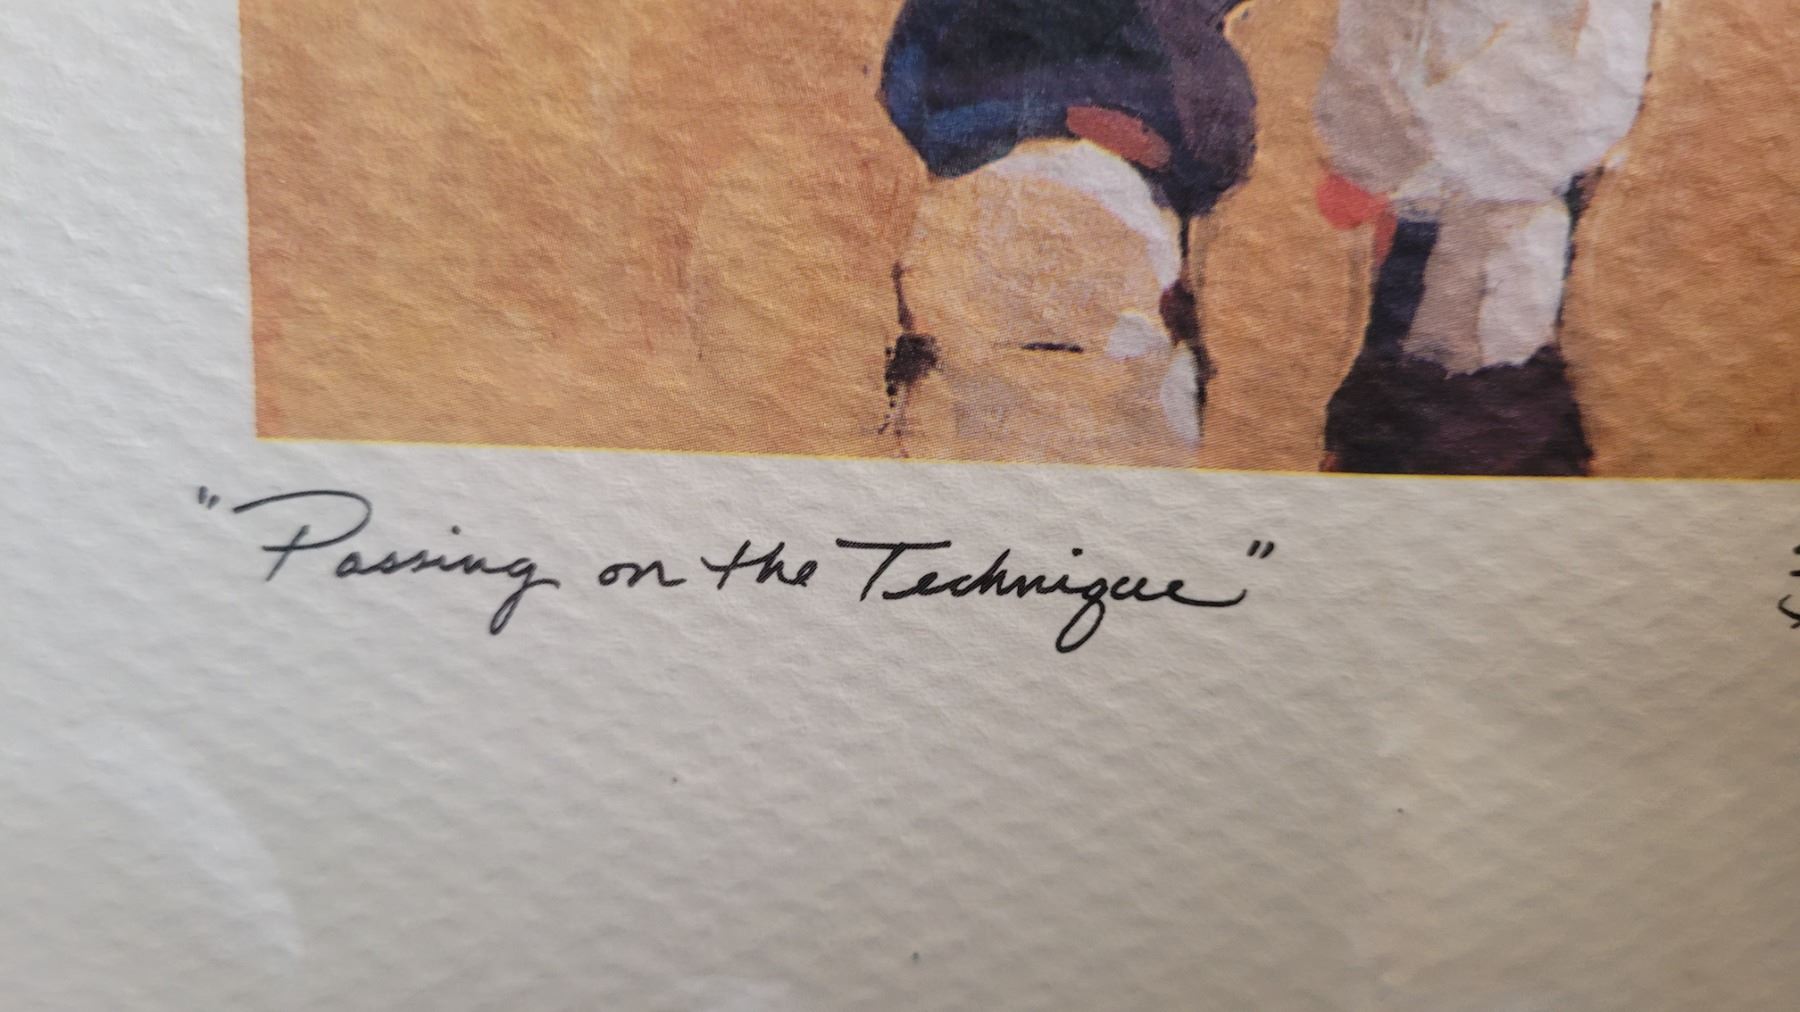 "Passing on the Technique"